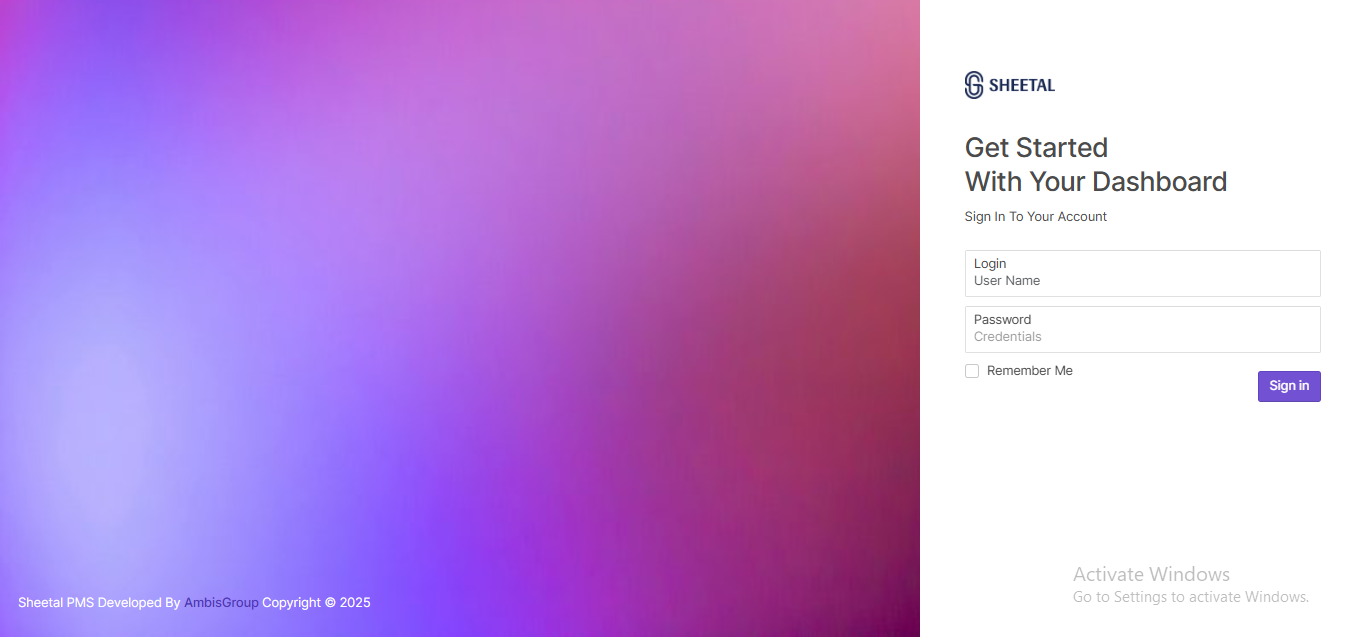 SHEETAL
Get Started
With Your Dashboard
Sign In To Your Account
Login
User Name
Password
Credentials
Remember Me
Sign in
Activate Windows
Go to Settings to activate Windows.
Sheetal PMS Developed By AmbisGroup Copyright © 2025